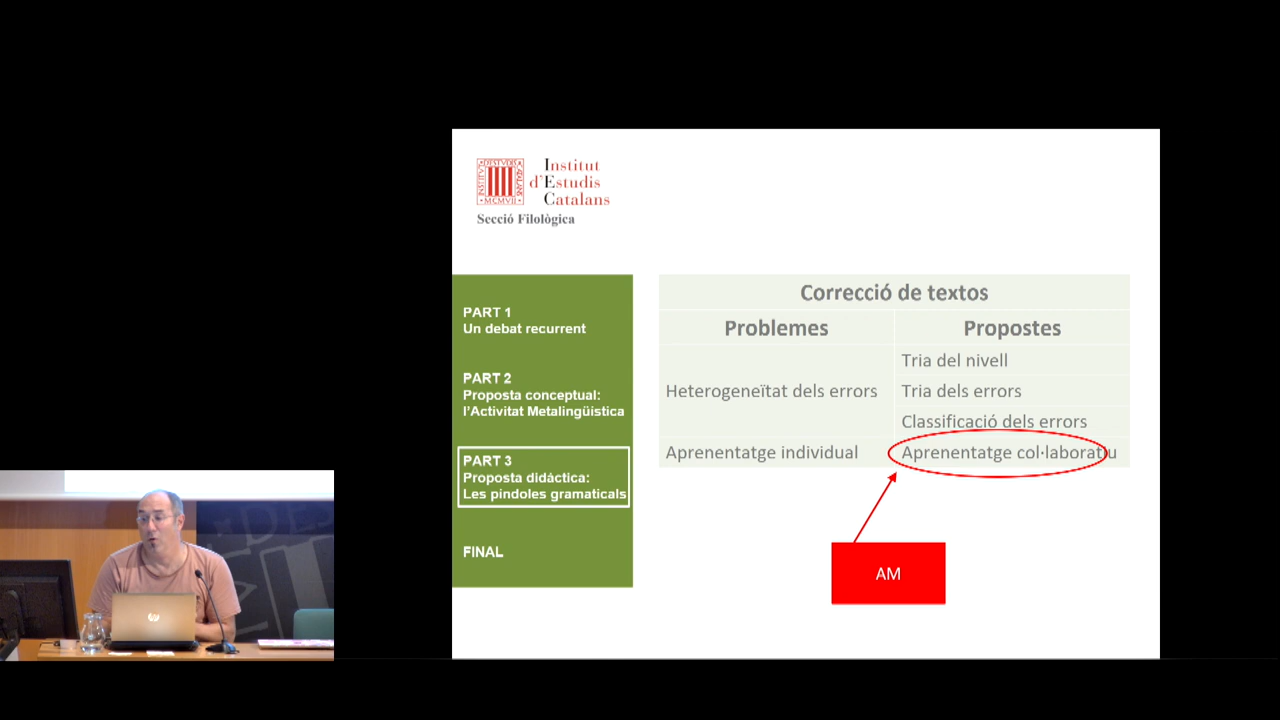 Institut
d'Estudis
Catalans
Secció Filològica
PART 1
Un debat recurrent
PART 2
Proposta conceptual:
l'Activitat Metalingüística
PART 3
Proposta didàctica:
Les píndoles gramaticals
FINAL
Correcció de textos
Problemes Propostes
Tria del nivell
Heterogeneïtat dels errors Tria dels errors
Classificació dels errors
Aprenentatge individual Aprenentatge col·laboratiu
AM
hp